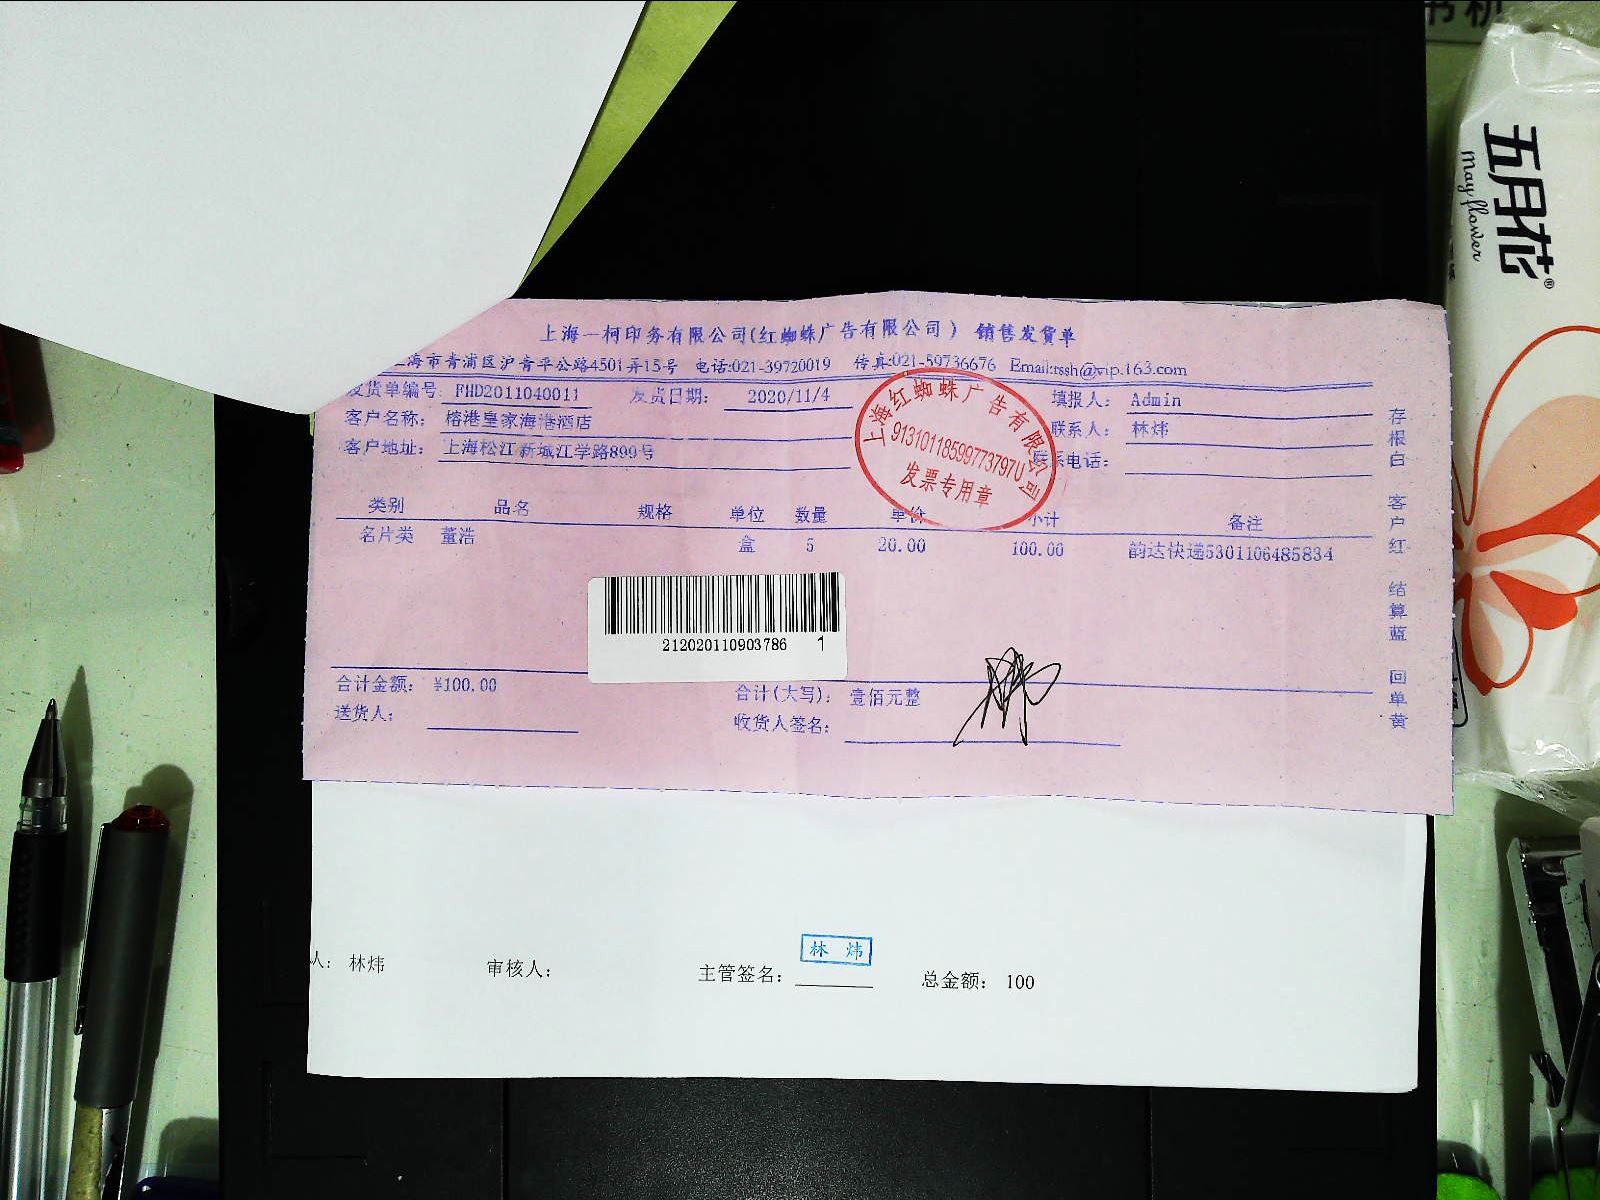 上海一柯印务有限公司(红蜘蛛广告有限公司) 销售发货单
海市青浦区沪青平公路4501弄15号 电话:021-39720019 传真:021-59736676 Email:rssh@vip.163.com
发货单编号: FHD2011040011 发货日期: 2020/11/4 填报人: Admin
客户名称: 榕港皇家海港酒店 联系人: 林炜
客户地址: 上海松江新城江学路899号 联系电话:
上海红蜘蛛广告有限公司
91310118599773797U
发票专用章
类别 品名 规格 单位 数量 单价 小计 备注
名片类 董浩 盒 5 20.00 100.00 韵达快递5301106485834
212020110903786 1
合计金额: ¥100.00 合计(大写): 壹佰元整
送货人: 收货人签名:
存根白 客户红 结算蓝 回单黄
人: 林炜 审核人: 主管签名: 林炜 总金额: 100
五月花®
May flower